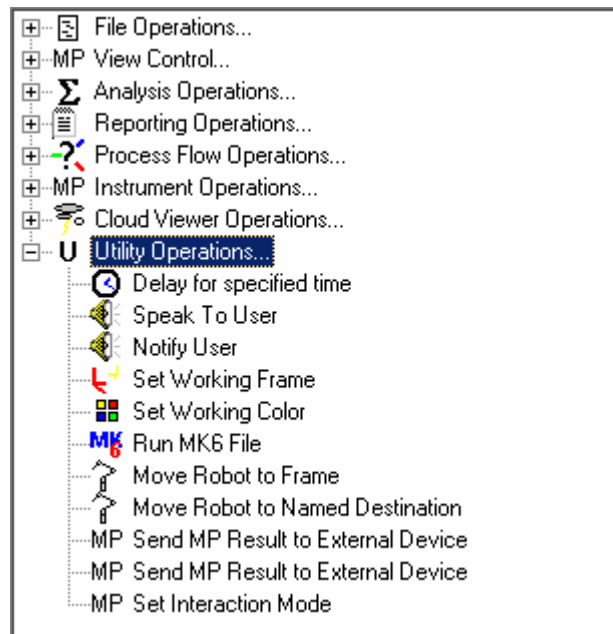 File Operations...
MP View Control...
Σ Analysis Operations...
Reporting Operations...
? Process Flow Operations...
MP Instrument Operations...
Cloud Viewer Operations...
U Utility Operations...
Delay for specified time
Speak To User
Notify User
Set Working Frame
Set Working Color
MK6 Run MK6 File
Move Robot to Frame
Move Robot to Named Destination
MP Send MP Result to External Device
MP Send MP Result to External Device
MP Set Interaction Mode